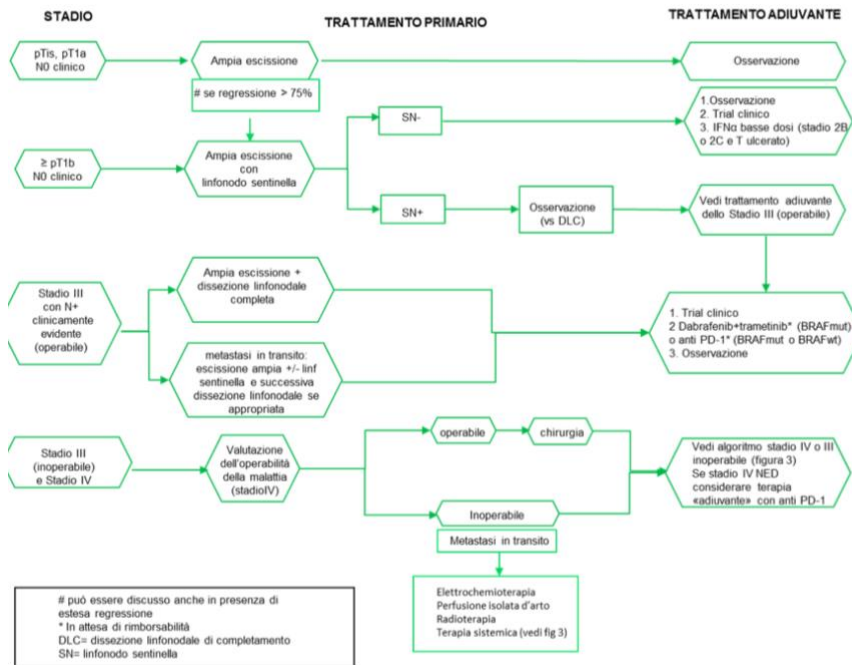 STADIO
TRATTAMENTO PRIMARIO
TRATTAMENTO ADIUVANTE
pTis, pT1a
N0 clinico
Ampia escissione
Osservazione
# se regressione > 75%
≥ pT1b
N0 clinico
Ampia escissione
con
linfonodo sentinella
SN-
1.Osservazione
2. Trial clinico
3. IFNα basse dosi (stadio 2B
o 2C e T ulcerato)
SN+
Osservazione
(vs DLC)
Vedi trattamento adiuvante
dello Stadio III (operabile)
Stadio III
con N+
clinicamente
evidente
(operabile)
Ampia escissione +
dissezione linfonodale
completa
metastasi in transito:
escissione ampia +/- linf
sentinella e successiva
dissezione linfonodale se
appropriata
1. Trial clinico
2 Dabrafenib+trametinib* (BRAFmut)
o anti PD-1* (BRAFmut o BRAFwt)
3. Osservazione
Stadio III
(inoperabile)
e Stadio IV
Valutazione
dell'operabilità
della malattia
(stadioIV)
operabile
chirurgia
Inoperabile
Metastasi in transito
Elettrochemioterapia
Perfusione isolata d'arto
Radioterapia
Terapia sistemica (vedi fig 3)
Vedi algoritmo stadio IV o III
inoperabile (figura 3)
Se stadio IV NED
considerare terapia
«adiuvante» con anti PD-1
# può essere discusso anche in presenza di
estesa regressione
* In attesa di rimborsabilità
DLC= dissezione linfonodale di completamento
SN= linfonodo sentinella